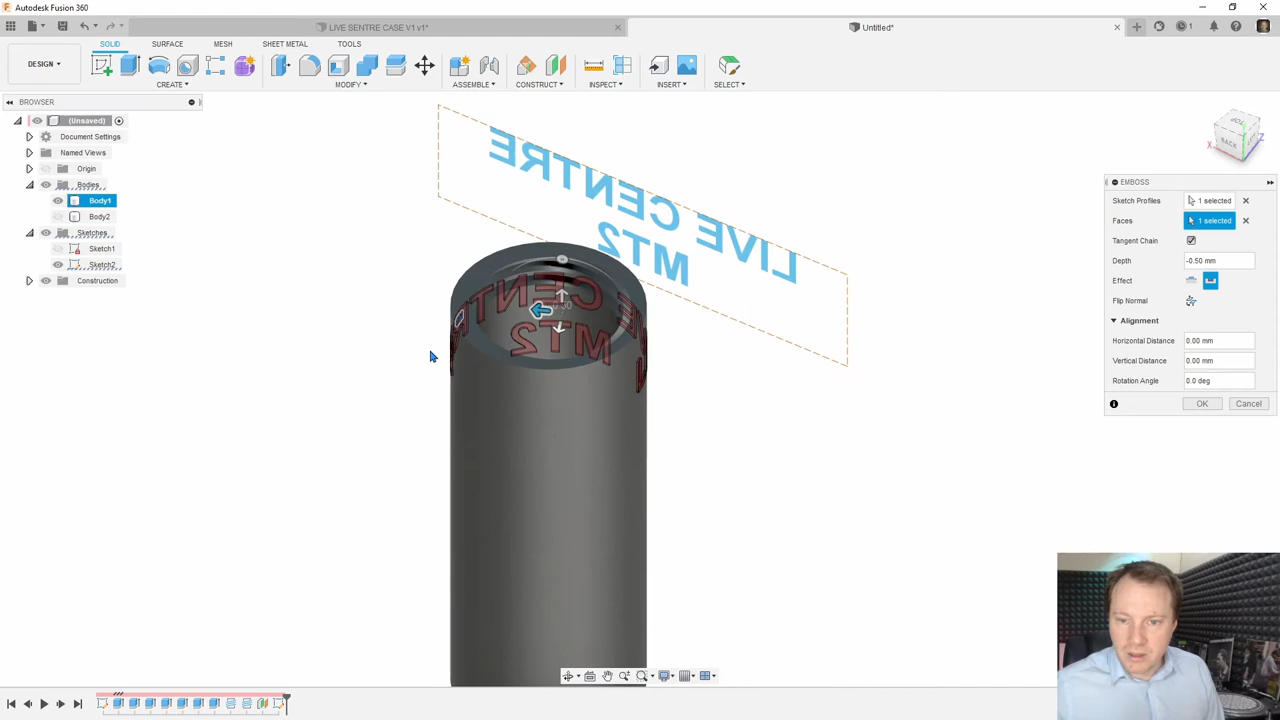 Autodesk Fusion 360
LIVE SENTRE CASE V1 v1*
Untitled*
SOLID SURFACE MESH SHEET METAL TOOLS
DESIGN
CREATE MODIFY ASSEMBLE CONSTRUCT INSPECT INSERT SELECT
BROWSER
(Unsaved)
Document Settings
Named Views
Origin
Bodies
Body1
Body2
Sketches
Sketch1
Sketch2
Construction
LIVE CENTRE
MT2
TOP
BACK
X
Z
EMBOSS
Sketch Profiles 1 selected
Faces 1 selected
Tangent Chain
Depth -0.50 mm
Effect
Flip Normal
Alignment
Horizontal Distance 0.00 mm
Vertical Distance 0.00 mm
Rotation Angle 0.0 deg
OK Cancel